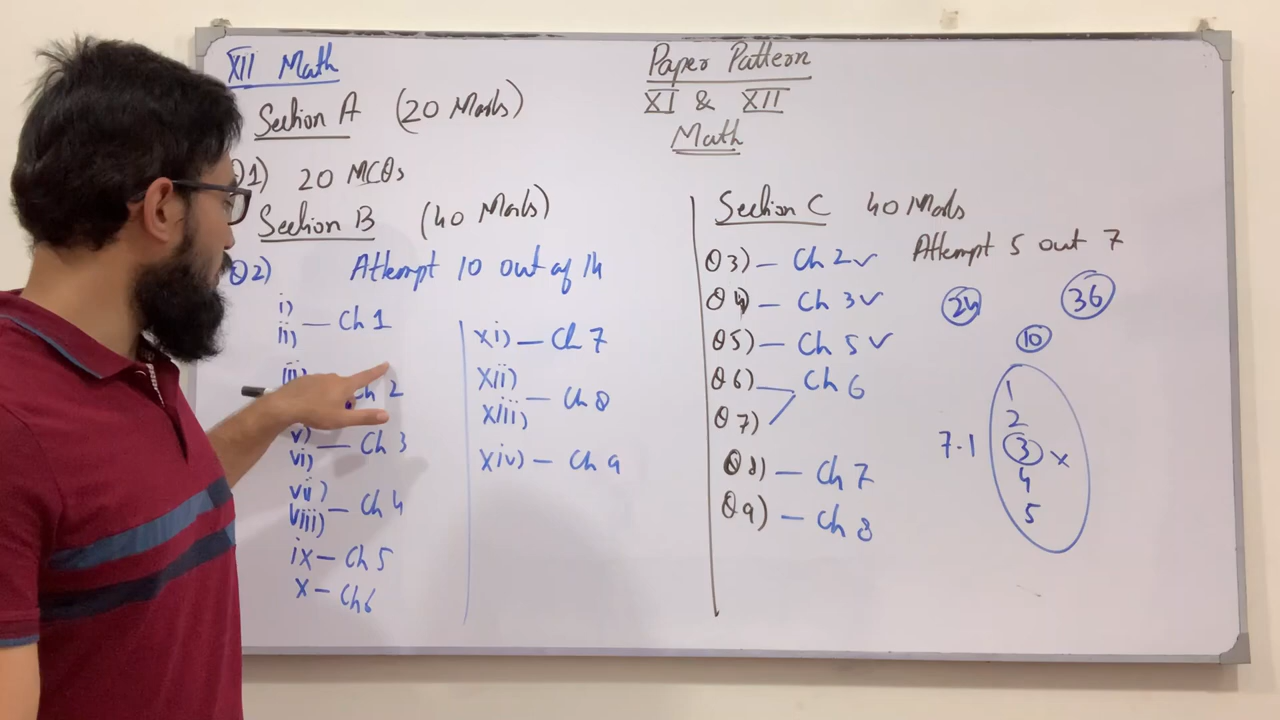 XII Math
Section A (20 Marks)
Q1) 20 MCQs
Section B (40 Marks)
Q2) Attempt 10 out of 14
i)
ii) — Ch 1
iii)
Ch 2
v)
vi) — Ch 3
vii)
viii) — Ch 4
ix — Ch 5
x — Ch 6
xi) — Ch 7
xii)
xiii) — Ch 8
xiv) — Ch 9
Paper Pattern
XI & XII
Math
Section C 40 Marks
Attempt 5 out 7
Q3) — Ch 2 ✓
Q4) — Ch 3 ✓
Q5) — Ch 5 ✓
Q6) — Ch 6
Q7)
Q8) — Ch 7
Q9) — Ch 8
24
36
10
7.1
1
2
3 x
4
5